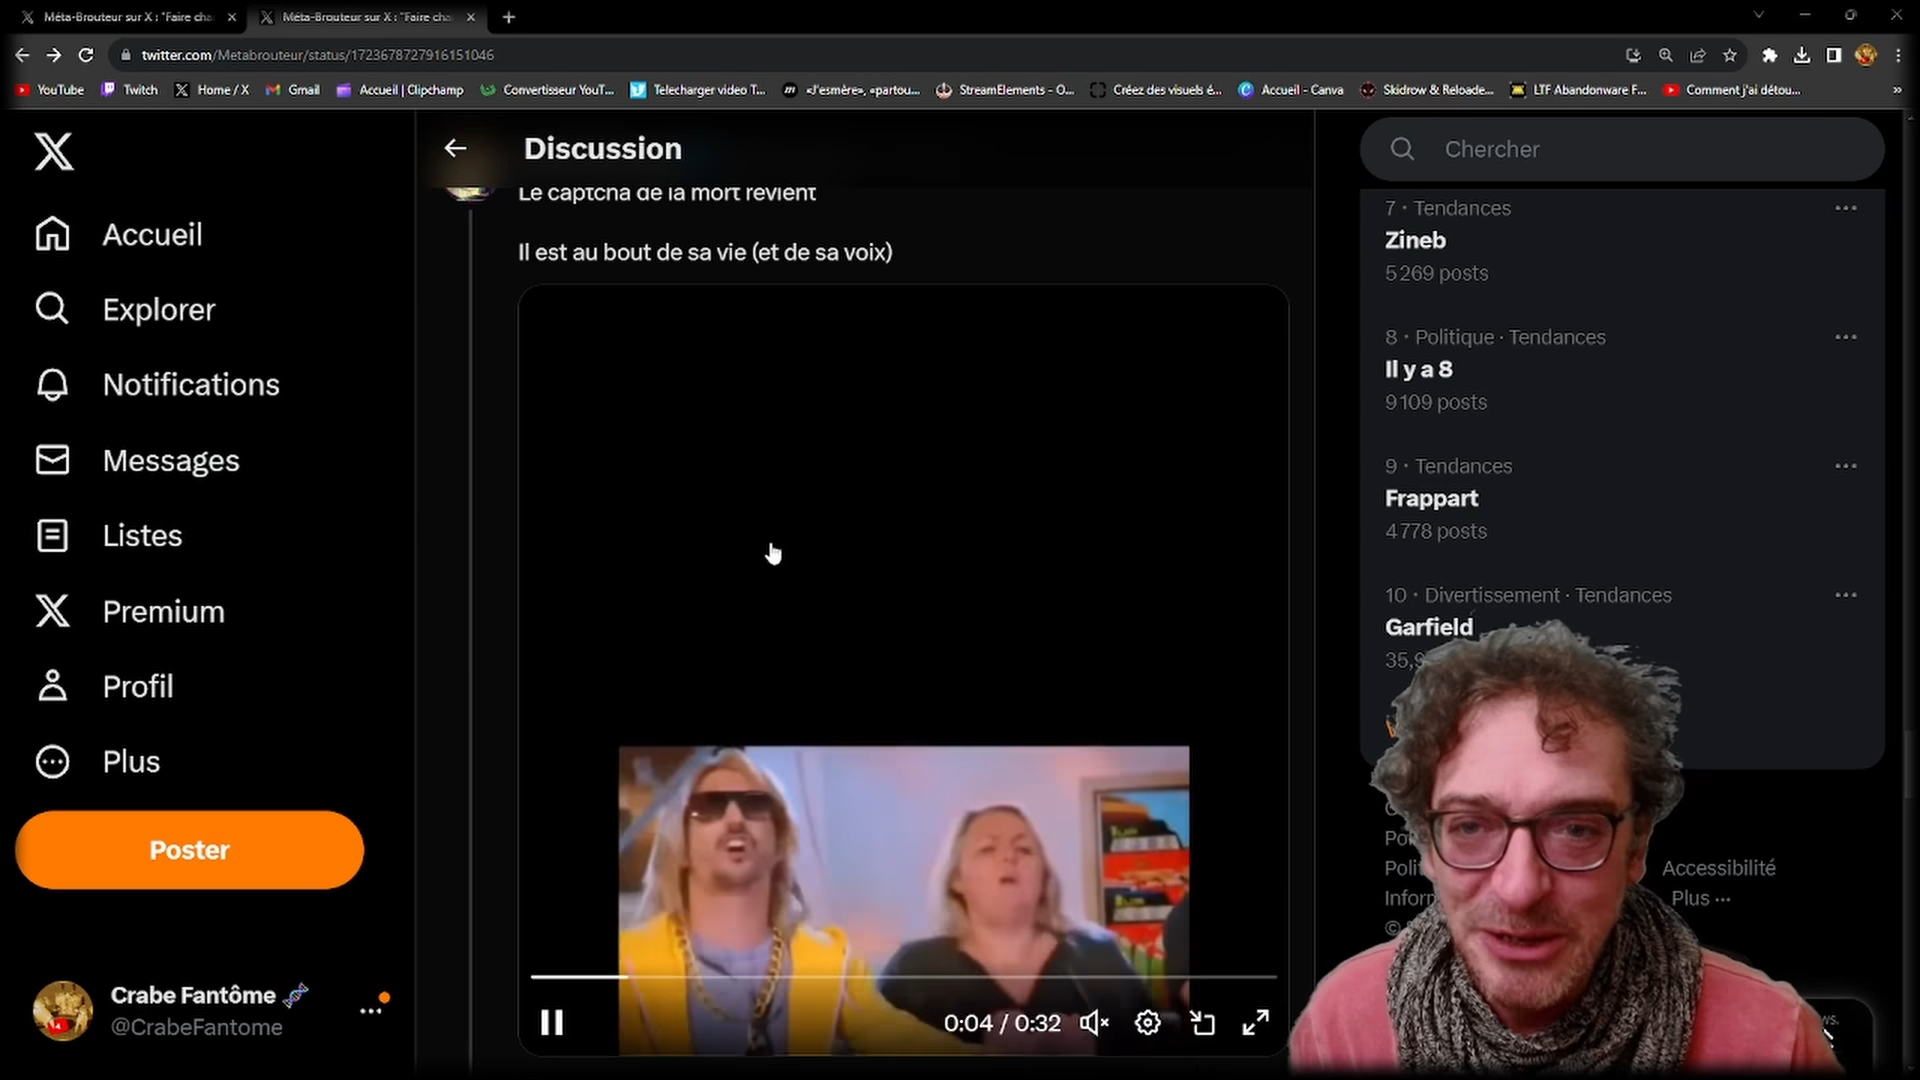 Méta-Brouteur sur X : "Faire cha
Méta-Brouteur sur X : "Faire cha
twitter.com/Metabrouteur/status/1723678727916151046
YouTube
Twitch
Home / X
Gmail
Accueil | Clipchamp
Convertisseur YouT...
Telecharger video T...
«J'esmère», «partou...
StreamElements - O...
Créez des visuels é...
Accueil - Canva
Skidrow & Reloade...
LTF Abandonware F...
Comment j'ai détou...
Accueil
Explorer
Notifications
Messages
Listes
Premium
Profil
Plus
Poster
Crabe Fantôme
@CrabeFantome
Discussion
Le captcha de la mort revient
Il est au bout de sa vie (et de sa voix)
0:04 / 0:32
Chercher
7 · Tendances
Zineb
5 269 posts
8 · Politique · Tendances
Il y a 8
9 109 posts
9 · Tendances
Frappart
4 778 posts
10 · Divertissement · Tendances
Garfield
35,9
Accessibilité
Plus ...